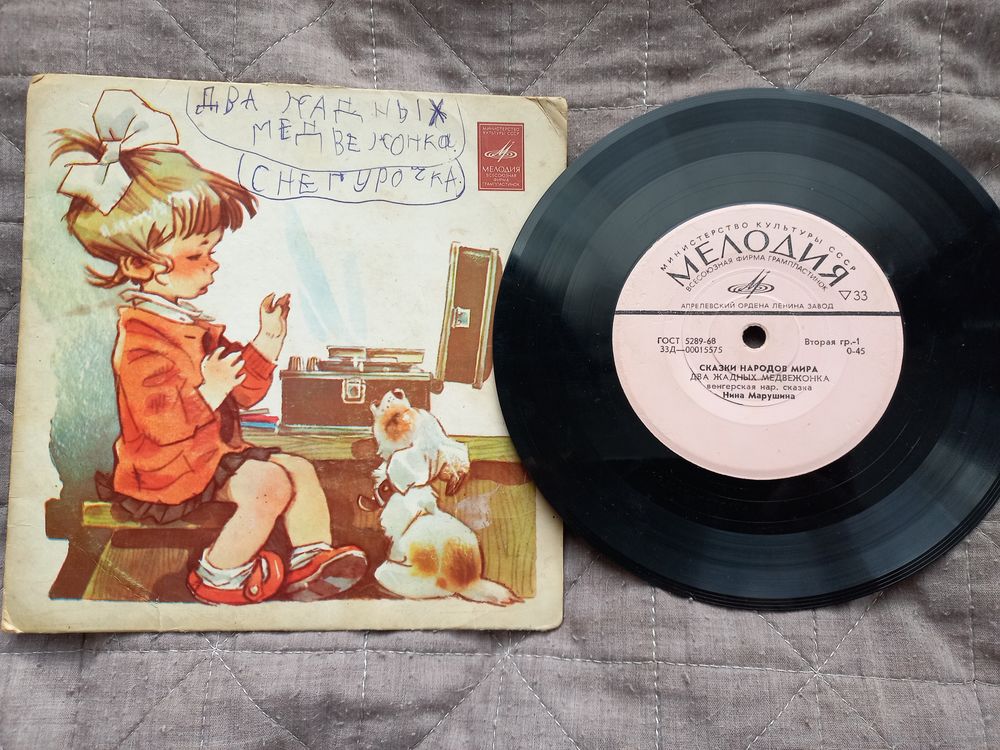 ДВА ЖАДНЫХ
МЕДВЕЖОНКА
СНЕГУРОЧКА.
МИНИСТЕРСТВО
КУЛЬТУРЫ СССР
МЕЛОДИЯ
ВСЕСОЮЗНАЯ
ФИРМА
ГРАМПЛАСТИНОК
МИНИСТЕРСТВО КУЛЬТУРЫ СССР
МЕЛОДИЯ
ВСЕСОЮЗНАЯ ФИРМА ГРАМПЛАСТИНОК
▽33
АПРЕЛЕВСКИЙ ОРДЕНА ЛЕНИНА ЗАВОД
ГОСТ 5289-68 Вторая гр.-1
33Д—00015575 0-45
СКАЗКИ НАРОДОВ МИРА
ДВА ЖАДНЫХ МЕДВЕЖОНКА
венгерская нар. сказка
Нина Марушина